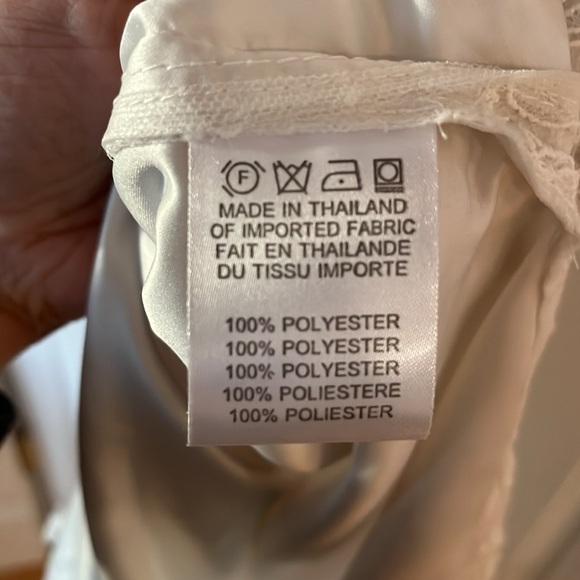 F
MADE IN THAILAND
OF IMPORTED FABRIC
FAIT EN THAILANDE
DU TISSU IMPORTE
100% POLYESTER
100% POLYESTER
100% POLYESTER
100% POLIESTERE
100% POLIESTER